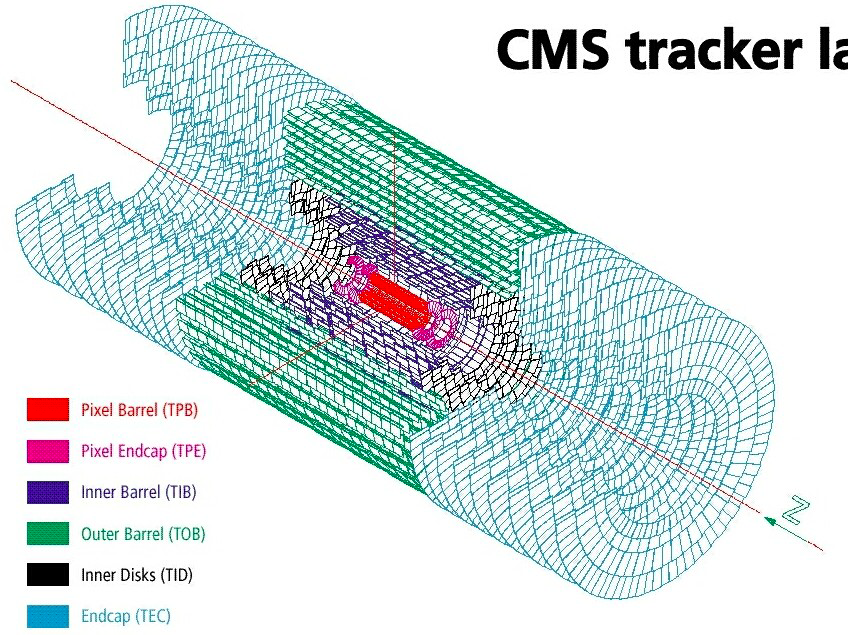 CMS tracker la
Pixel Barrel (TPB)
Pixel Endcap (TPE)
Inner Barrel (TIB)
Outer Barrel (TOB)
Inner Disks (TID)
Endcap (TEC)
Z